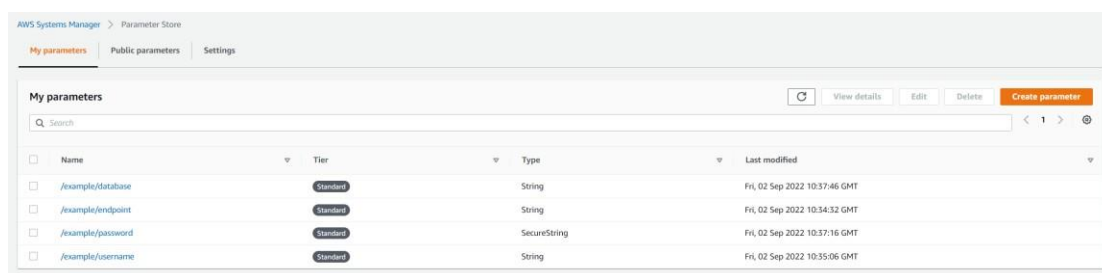 AWS Systems Manager > Parameter Store
My parameters Public parameters Settings
My parameters View details Edit Delete Create parameter
Search < 1 >
Name Tier Type Last modified
/example/database Standard String Fri, 02 Sep 2022 10:37:46 GMT
/example/endpoint Standard String Fri, 02 Sep 2022 10:34:32 GMT
/example/password Standard SecureString Fri, 02 Sep 2022 10:37:16 GMT
/example/username Standard String Fri, 02 Sep 2022 10:35:06 GMT